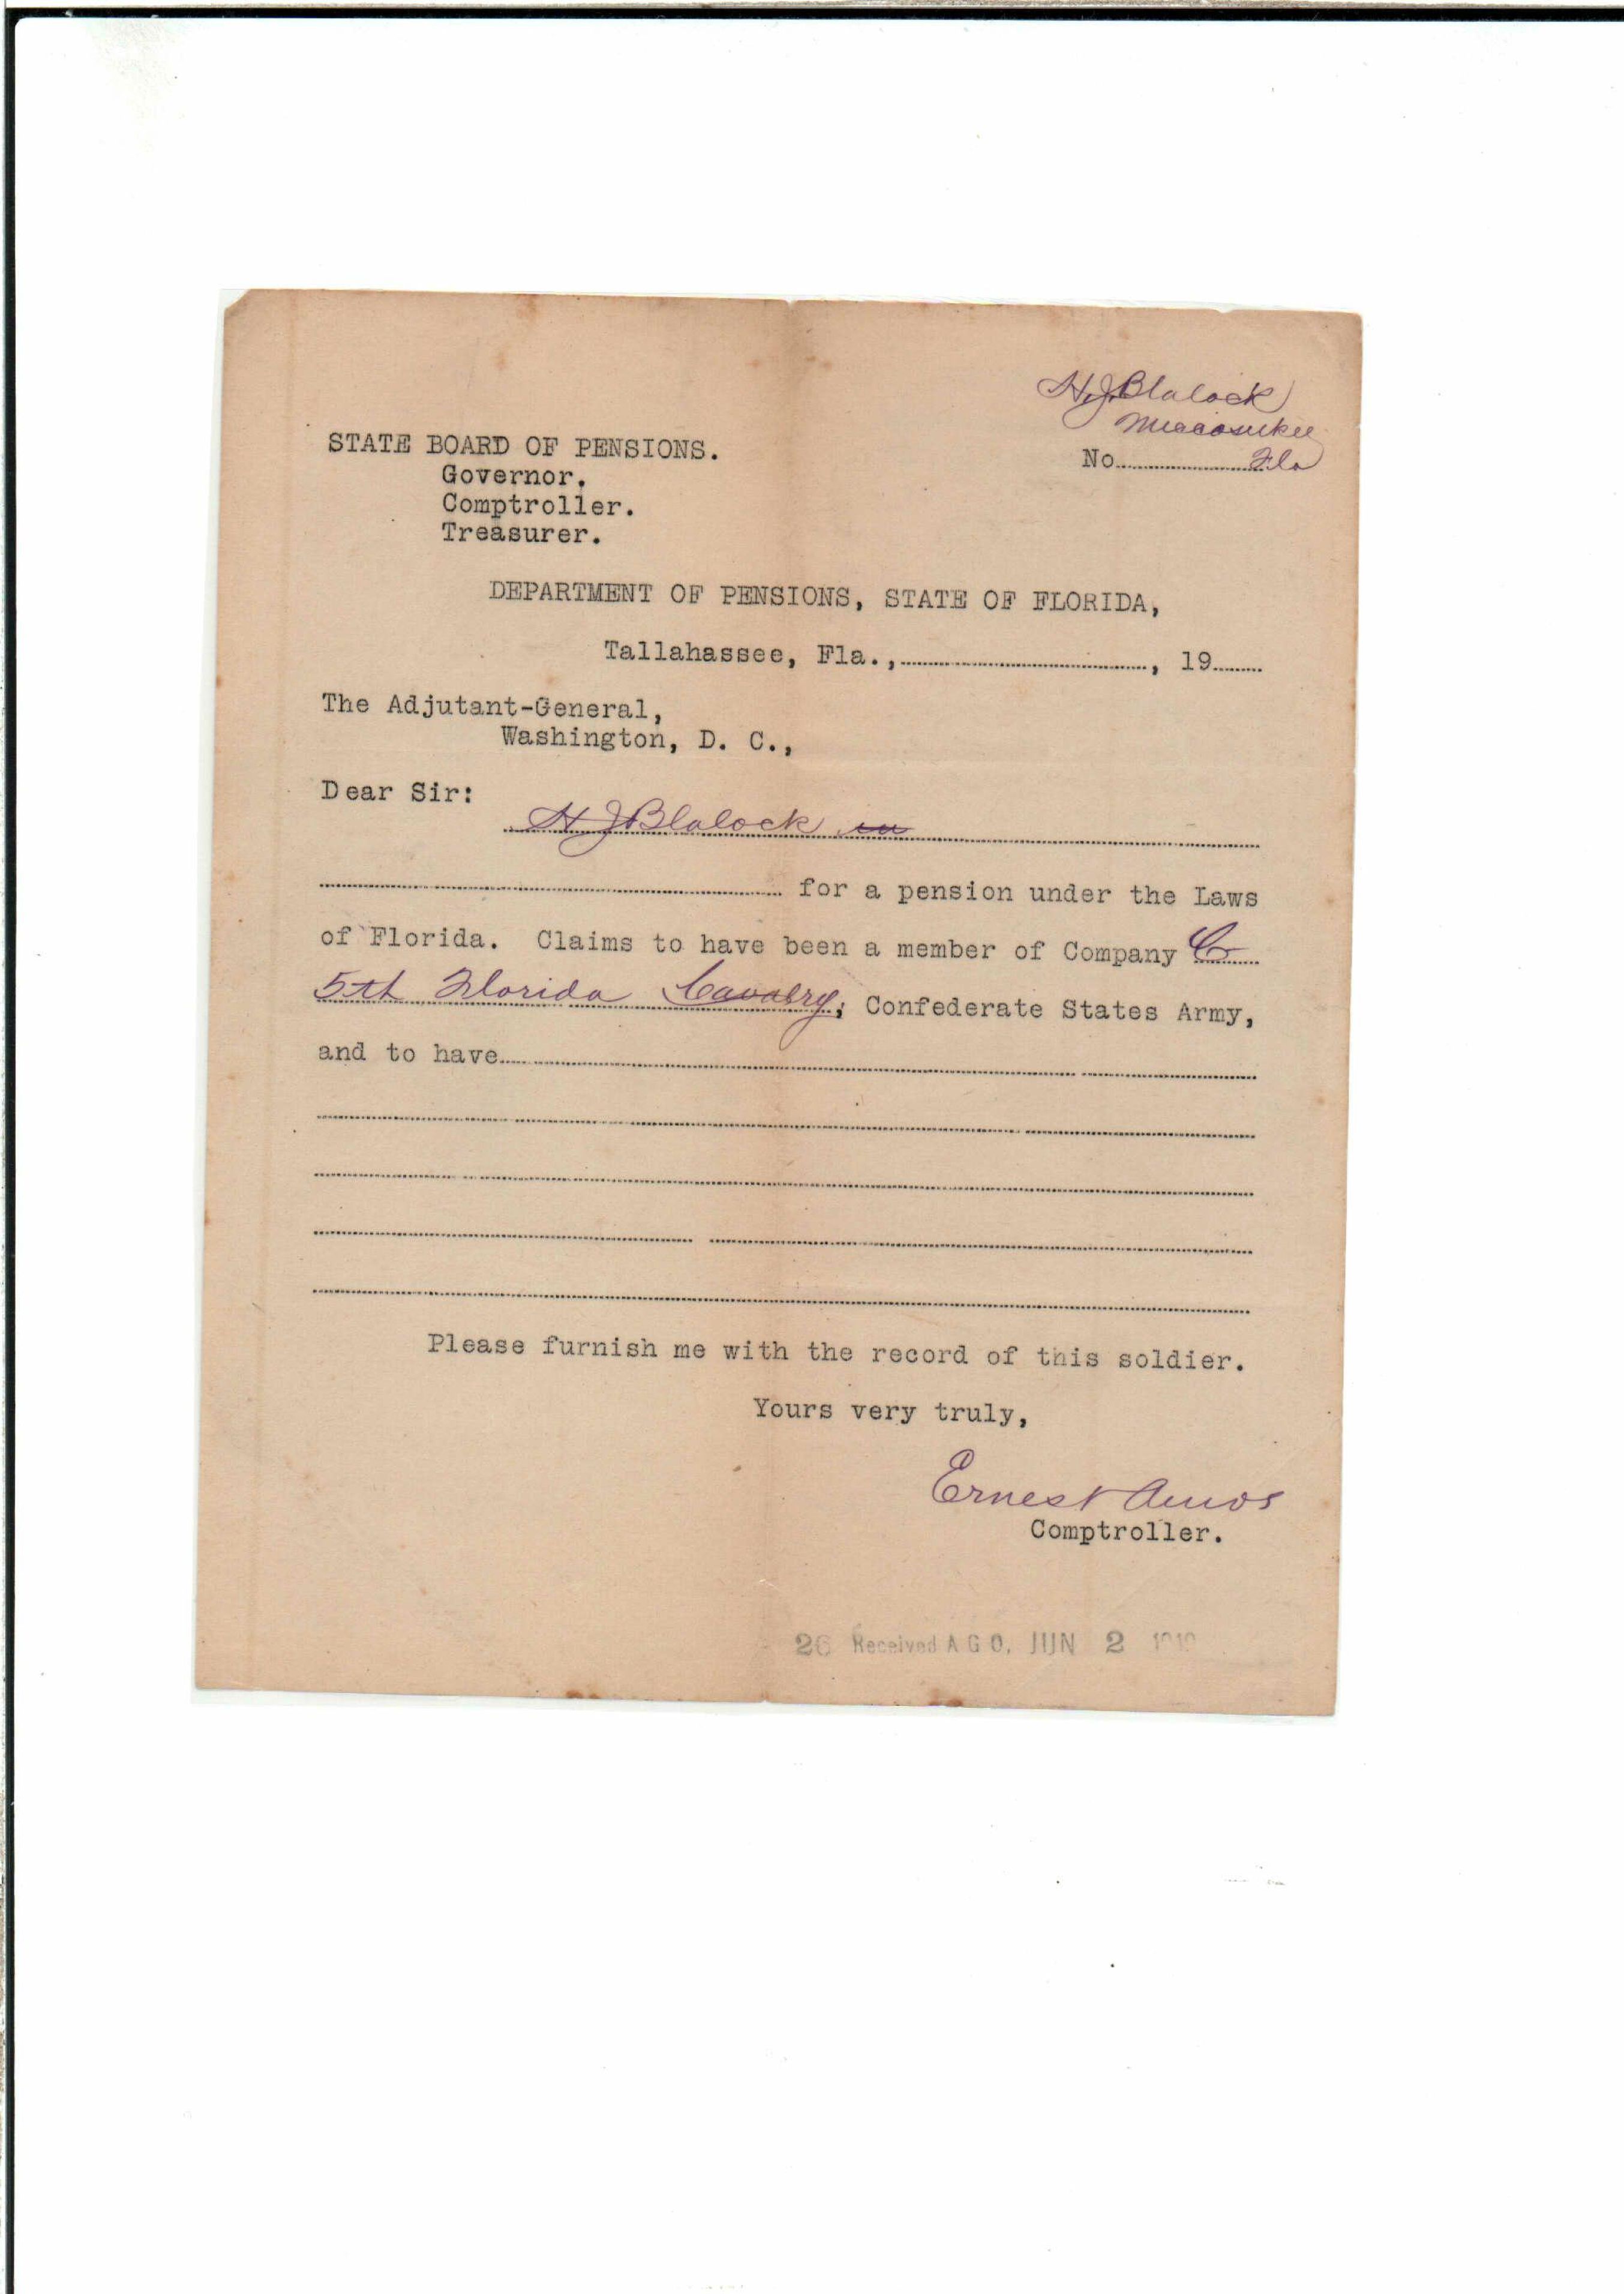 H.J. Blalock
Miccosukee
STATE BOARD OF PENSIONS.
No.......... Fla
Governor.
Comptroller.
Treasurer.
DEPARTMENT OF PENSIONS, STATE OF FLORIDA,
Tallahassee, Fla.,...................., 19.....
The Adjutant-General,
Washington, D. C.,
Dear Sir:
H J Blalock
for a pension under the Laws
of Florida. Claims to have been a member of Company C
5th Florida Cavalry; Confederate States Army,
and to have
Please furnish me with the record of this soldier.
Yours very truly,
Ernest Amos
Comptroller.
26 Received A G O. JUN 2